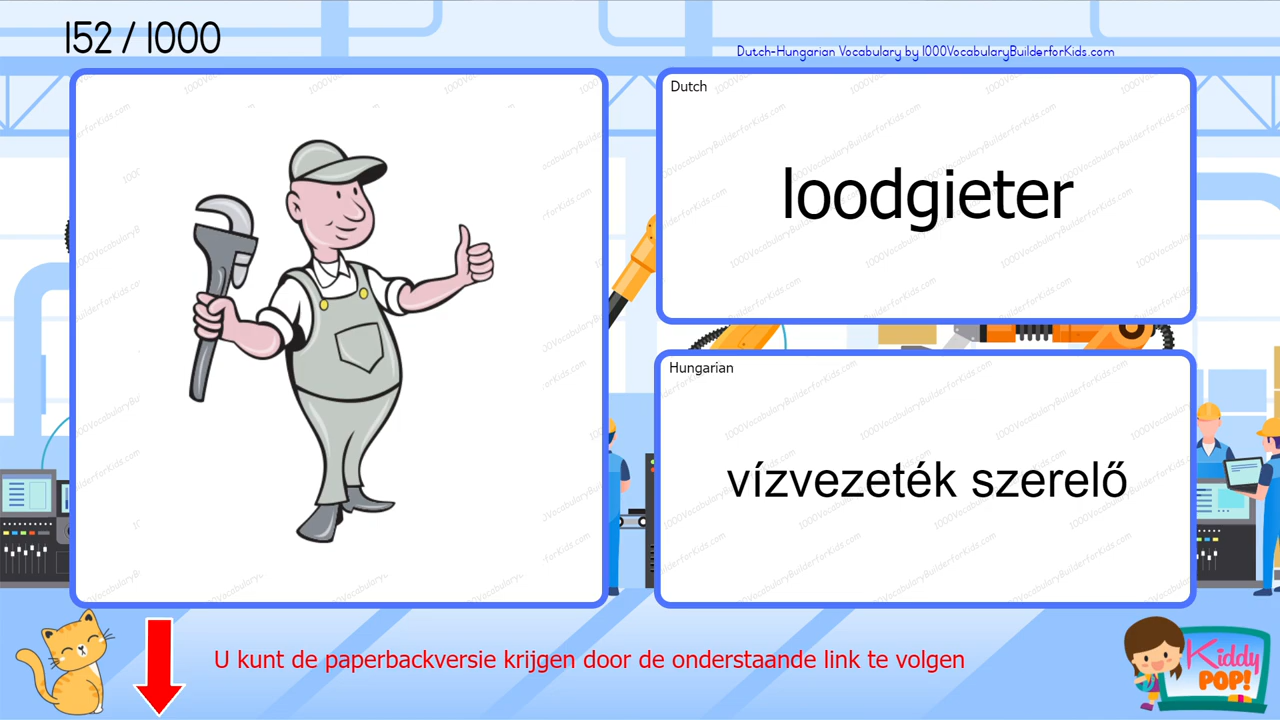 152 / 1000
Dutch-Hungarian Vocabulary by 1000VocabularyBuilderforKids.com
Dutch
loodgieter
Hungarian
vízvezeték szerelő
U kunt de paperbackversie krijgen door de onderstaande link te volgen
Kiddy
POP!